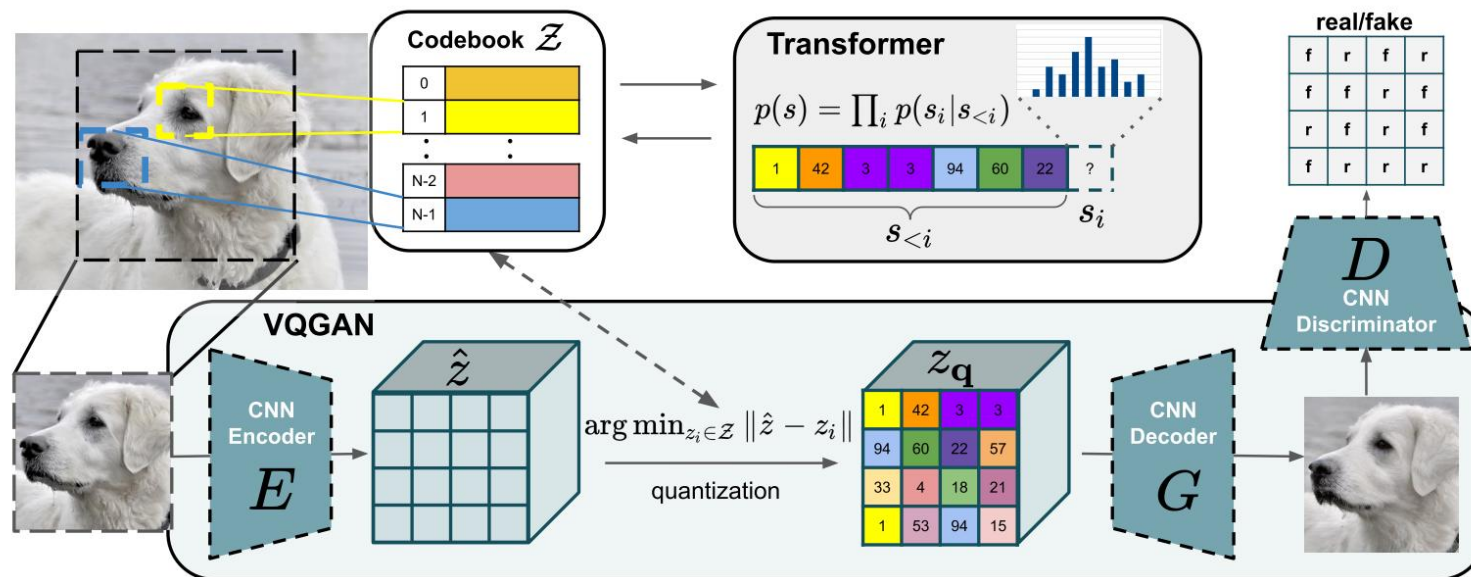 Codebook 𝒵
0
1
. .
. .
N-2
N-1
Transformer
p(s) = ∏ᵢ p(sᵢ|s<ᵢ)
1 42 3 3 94 60 22 ?
s<ᵢ
sᵢ
real/fake
f r f r
f f r f
r f r f
f r r r
D
CNN
Discriminator
VQGAN
CNN
Encoder
E
ẑ
arg min_{zᵢ∈𝒵} ‖ẑ − zᵢ‖
quantization
z_q
1 42 3 3
94 60 22 57
33 4 18 21
1 53 94 15
CNN
Decoder
G